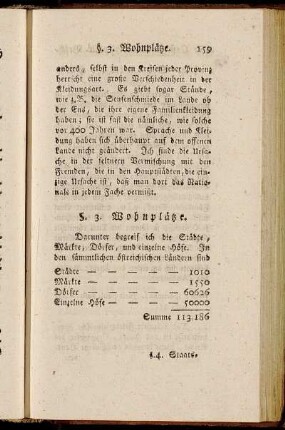 §. 3. Wohnplätze. 159
anders, selbst in den Kreisen jeder Provinz
herrscht eine große Verschiedenheit in der
Kleidungsart. Es giebt sogar Stände,
wie z.B. die Sensenschmiede im Lande ob
der Ens, die ihre eigene Familienkleidung
haben; sie ist fast die nämliche, wie solche
vor 400 Jahren war. Sprache und Klei-
dung haben sich überhaupt auf dem offenen
Lande nicht geändert. Ich finde die Ursa-
che in der seltnern Vermischung mit den
Fremden, die in den Hauptstädten, die ein-
zige Ursache ist, daß man dort das Natio-
nale in jedem Fache vermißt.
§. 3. Wohnplätze.
Darunter begreif ich die Städte,
Märkte, Dörfer, und einzelne Höfe. In
den sämmtlichen östreichischen Ländern sind
Städte — — — — 1010
Märkte — — — — 1550
Dörfer — — — — 60626
Einzelne Höfe — — — 50000
Summe 113.186
§.4. Staats-